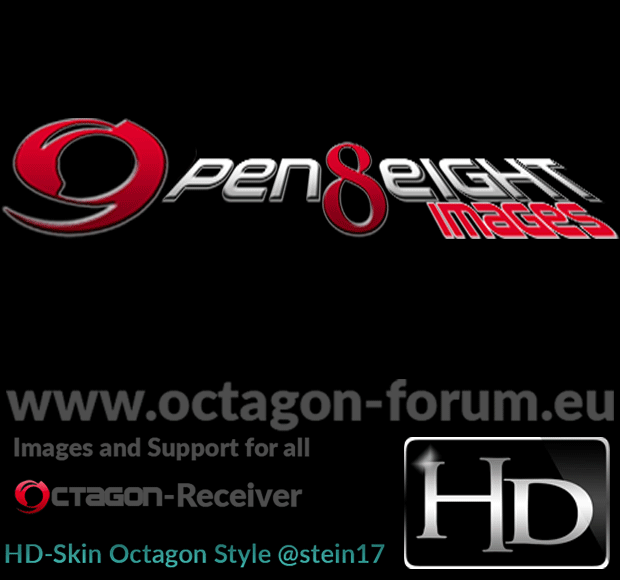 Open8eIGHT
Images
www.octagon-forum.eu
Images and Support for all
OCTAGON-Receiver
HD-Skin Octagon Style @stein17
HD